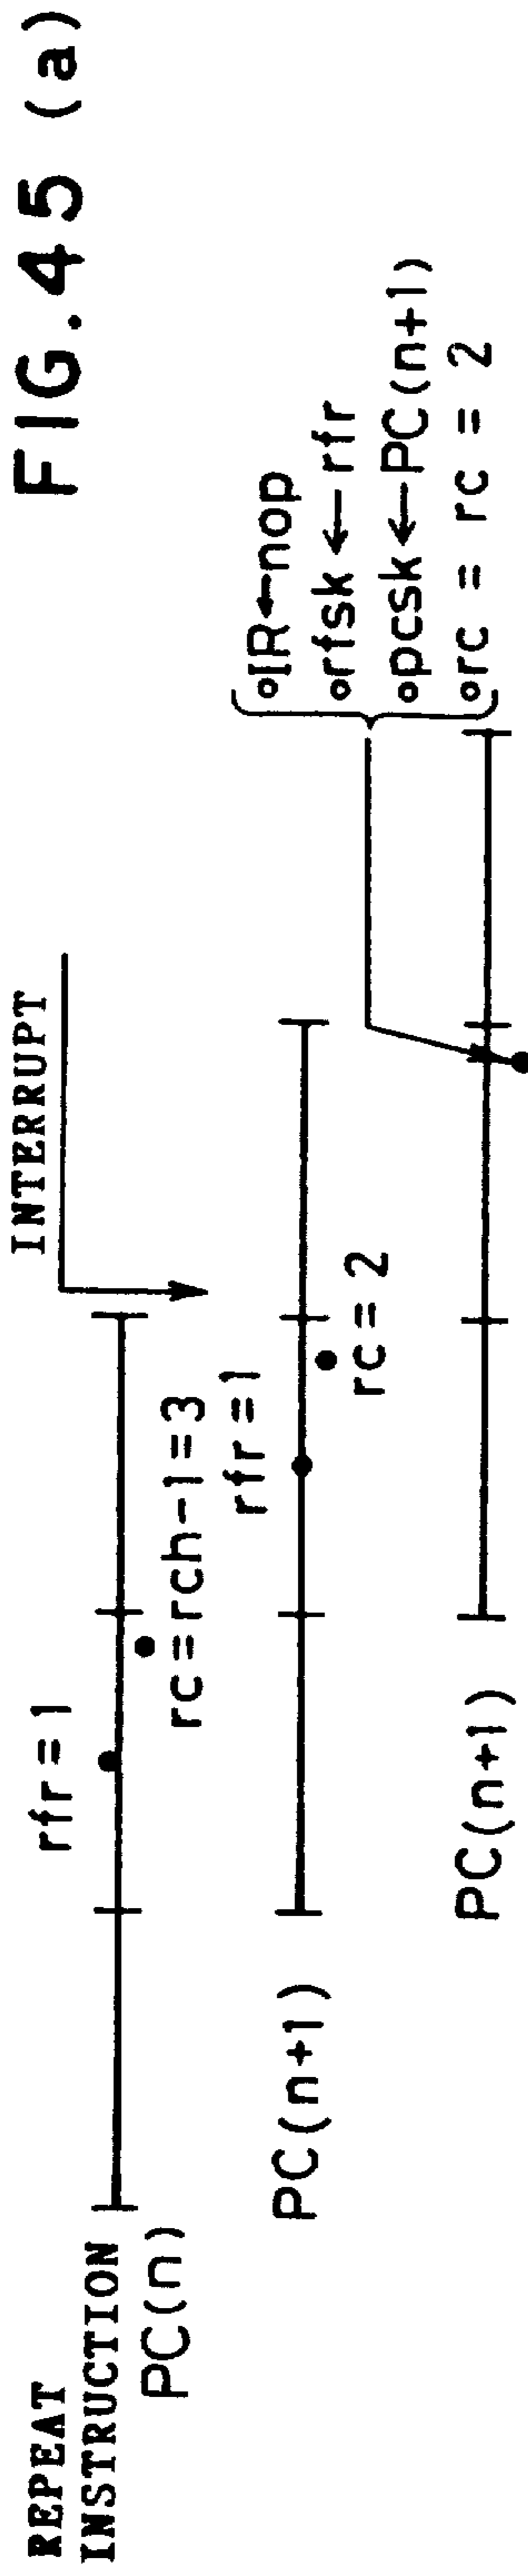 FIG.45 (a)
INTERRUPT
REPEAT
INSTRUCTION
PC(n)
rfr=1
rc=rch-1=3
PC(n+1)
rfr=1
rc=2
PC(n+1)
∘IR←nop
∘rfsk←rfr
∘pcsk←PC(n+1)
∘rc = rc = 2